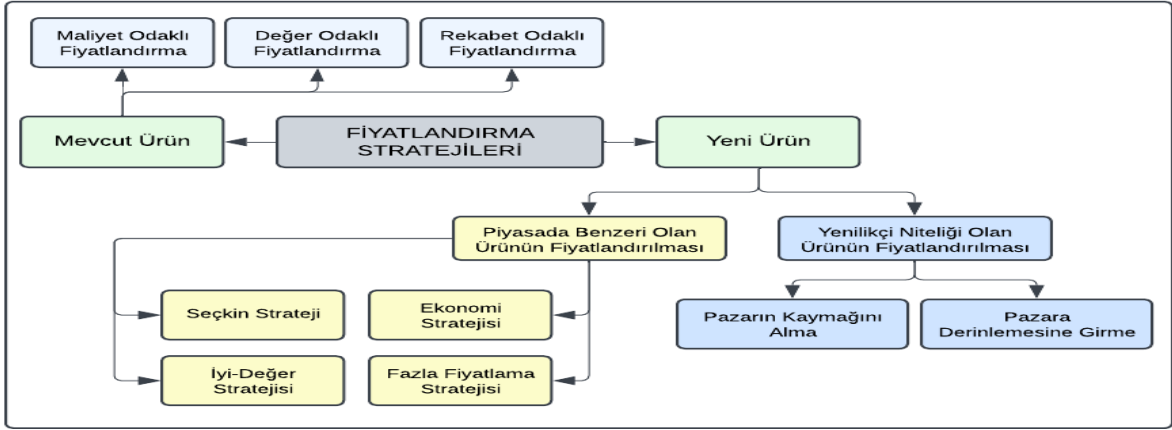 Maliyet Odaklı
Fiyatlandırma
Değer Odaklı
Fiyatlandırma
Rekabet Odaklı
Fiyatlandırma
Mevcut Ürün
FİYATLANDIRMA
STRATEJİLERİ
Yeni Ürün
Piyasada Benzeri Olan
Ürünün Fiyatlandırılması
Yenilikçi Niteliği Olan
Ürünün Fiyatlandırılması
Seçkin Strateji
Ekonomi
Stratejisi
Pazarın Kaymağını
Alma
Pazara
Derinlemesine Girme
İyi-Değer
Stratejisi
Fazla Fiyatlama
Stratejisi